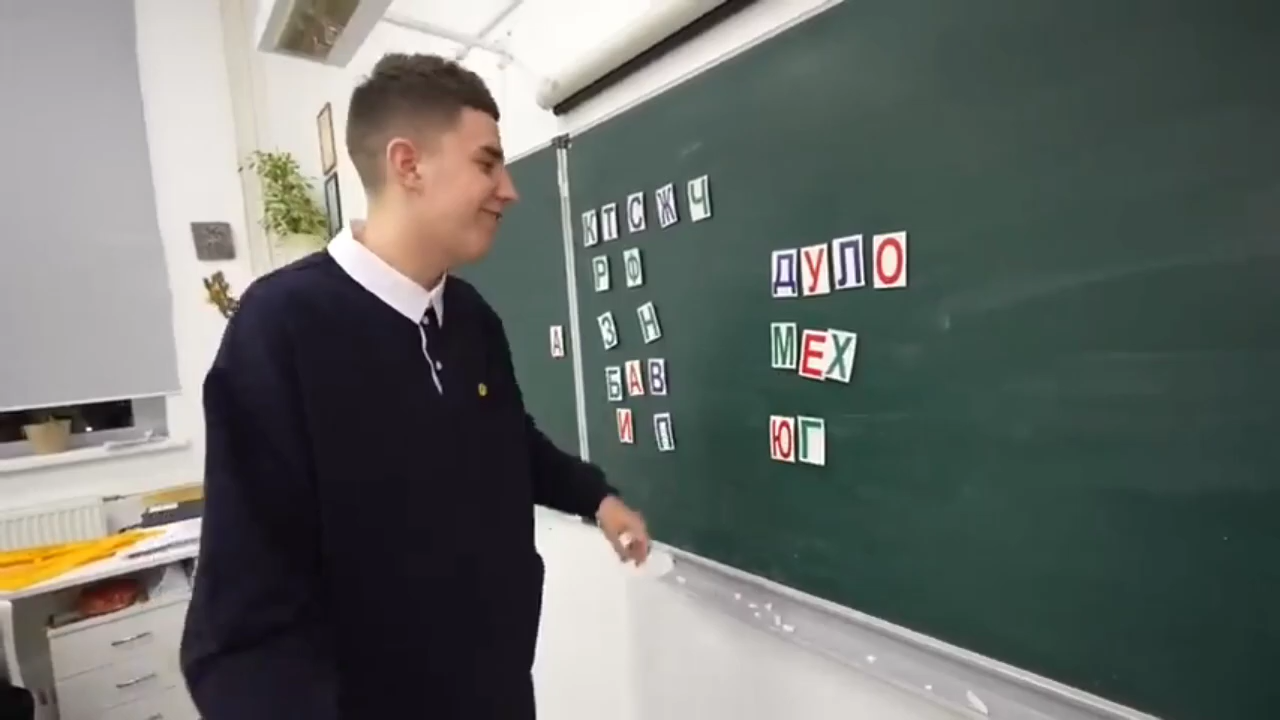 К Т С Ж Ч
Р Ф
З Н
А
Б А В
И П
ДУЛО
МЕХ
ЮГ